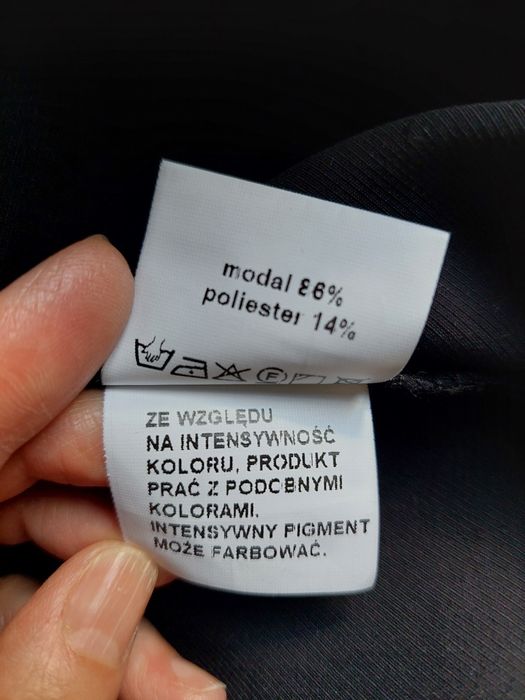 modal 86%
poliester 14%
F
ZE WZGLĘDU
NA INTENSYWNOŚĆ
KOLORU, PRODUKT
PRAĆ Z PODOBNYMI
KOLORAMI.
INTENSYWNY PIGMENT
MOŻE FARBOWAĆ.